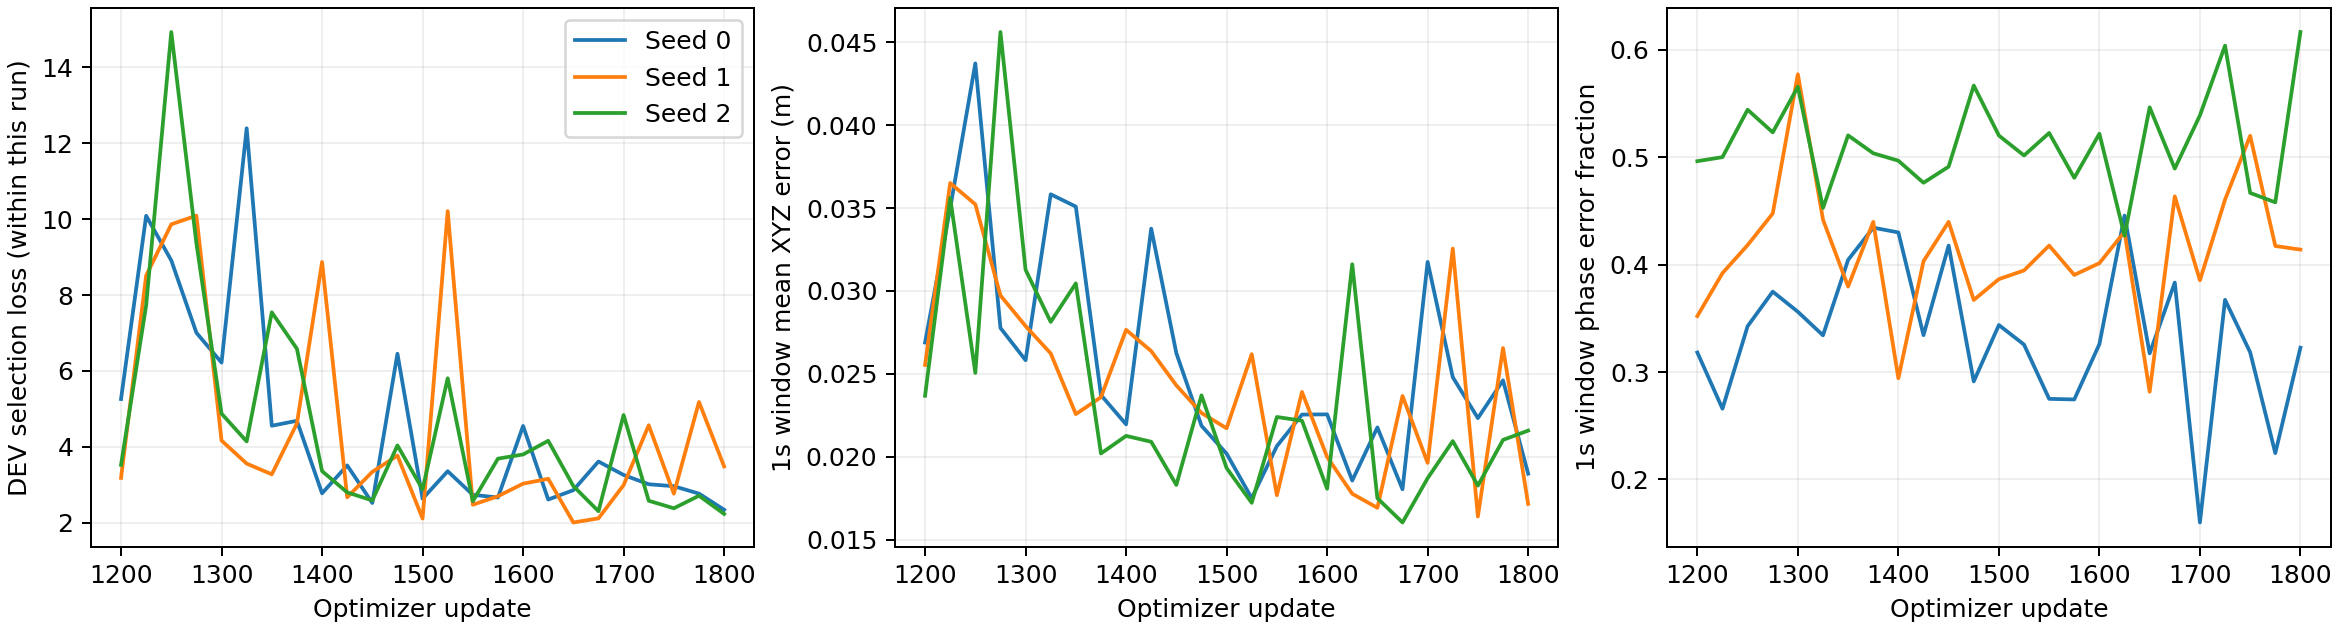 DEV selection loss (within this run)
14
12
10
8
6
4
2
1200 1300 1400 1500 1600 1700 1800
Optimizer update
Seed 0
Seed 1
Seed 2
1s window mean XYZ error (m)
0.045
0.040
0.035
0.030
0.025
0.020
0.015
1200 1300 1400 1500 1600 1700 1800
Optimizer update
1s window phase error fraction
0.6
0.5
0.4
0.3
0.2
1200 1300 1400 1500 1600 1700 1800
Optimizer update